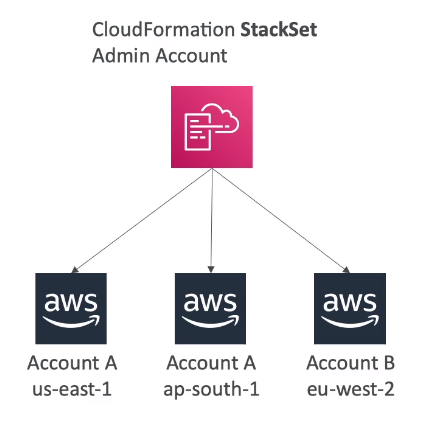 CloudFormation StackSet
Admin Account
aws
aws
aws
Account A
us-east-1
Account A
ap-south-1
Account B
eu-west-2